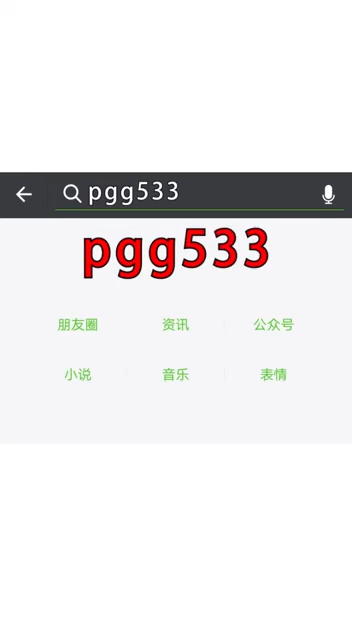 pgg533
pgg533
朋友圈 资讯 公众号
小说 音乐 表情